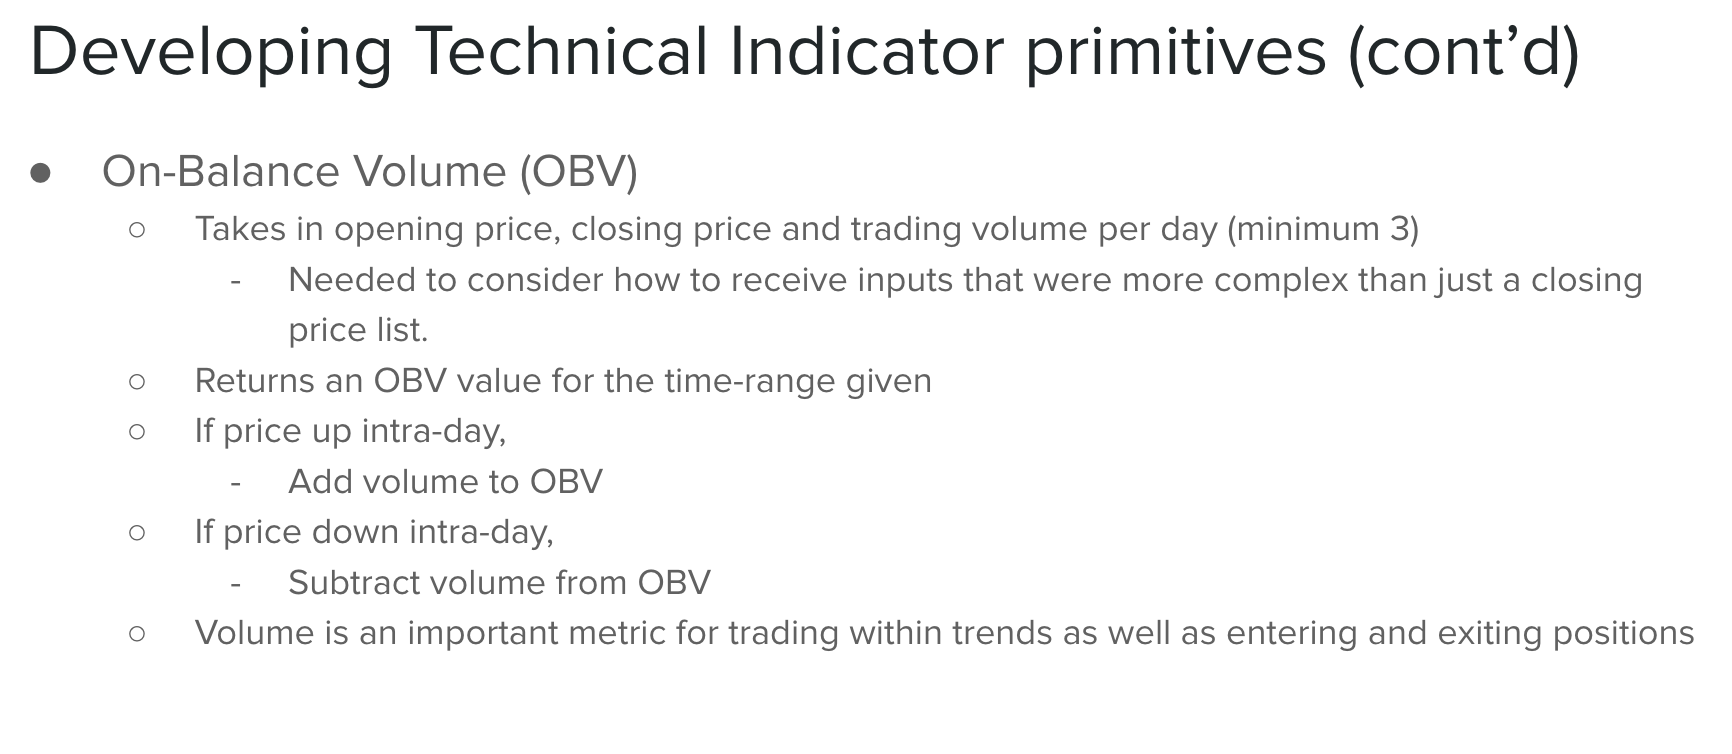 Developing Technical Indicator primitives (cont’d)
● On-Balance Volume (OBV)
○ Takes in opening price, closing price and trading volume per day (minimum 3)
- Needed to consider how to receive inputs that were more complex than just a closing
price list.
○ Returns an OBV value for the time-range given
○ If price up intra-day,
- Add volume to OBV
○ If price down intra-day,
- Subtract volume from OBV
○ Volume is an important metric for trading within trends as well as entering and exiting positions